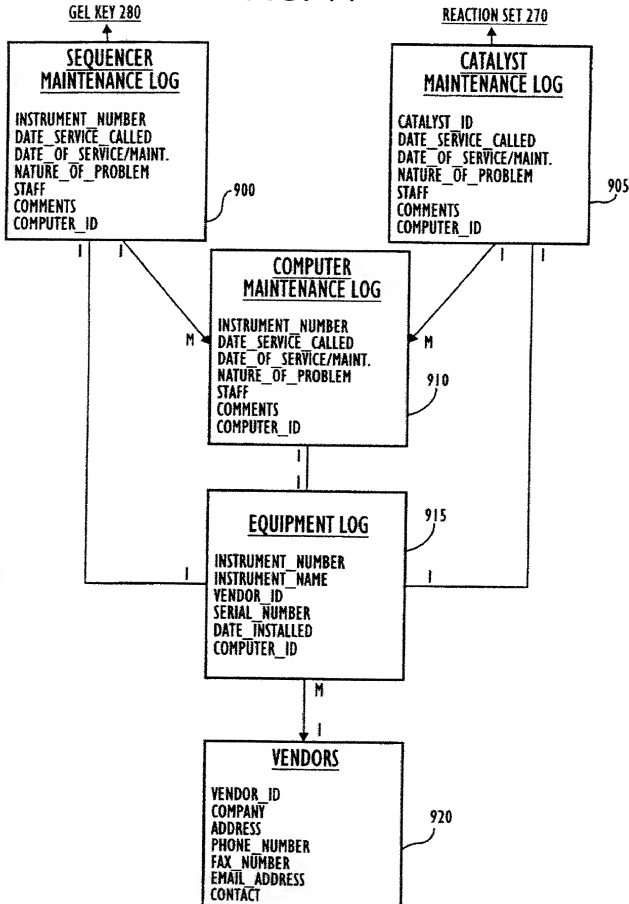 GEL KEY 280
REACTION SET 270
SEQUENCER
MAINTENANCE LOG
INSTRUMENT_NUMBER
DATE_SERVICE_CALLED
DATE_OF_SERVICE/MAINT.
NATURE_OF_PROBLEM
STAFF
COMMENTS
COMPUTER_ID
900
CATALYST
MAINTENANCE LOG
CATALYST_ID
DATE_SERVICE_CALLED
DATE_OF_SERVICE/MAINT.
NATURE_OF_PROBLEM
STAFF
COMMENTS
COMPUTER_ID
905
1 1
1 1
COMPUTER
MAINTENANCE LOG
INSTRUMENT_NUMBER
DATE_SERVICE_CALLED
DATE_OF_SERVICE/MAINT.
NATURE_OF_PROBLEM
STAFF
COMMENTS
COMPUTER_ID
M
M
910
1
1
EQUIPMENT LOG
INSTRUMENT_NUMBER
INSTRUMENT_NAME
VENDOR_ID
SERIAL_NUMBER
DATE_INSTALLED
COMPUTER_ID
915
1
1
M
1
VENDORS
VENDOR_ID
COMPANY
ADDRESS
PHONE_NUMBER
FAX_NUMBER
EMAIL_ADDRESS
CONTACT
920